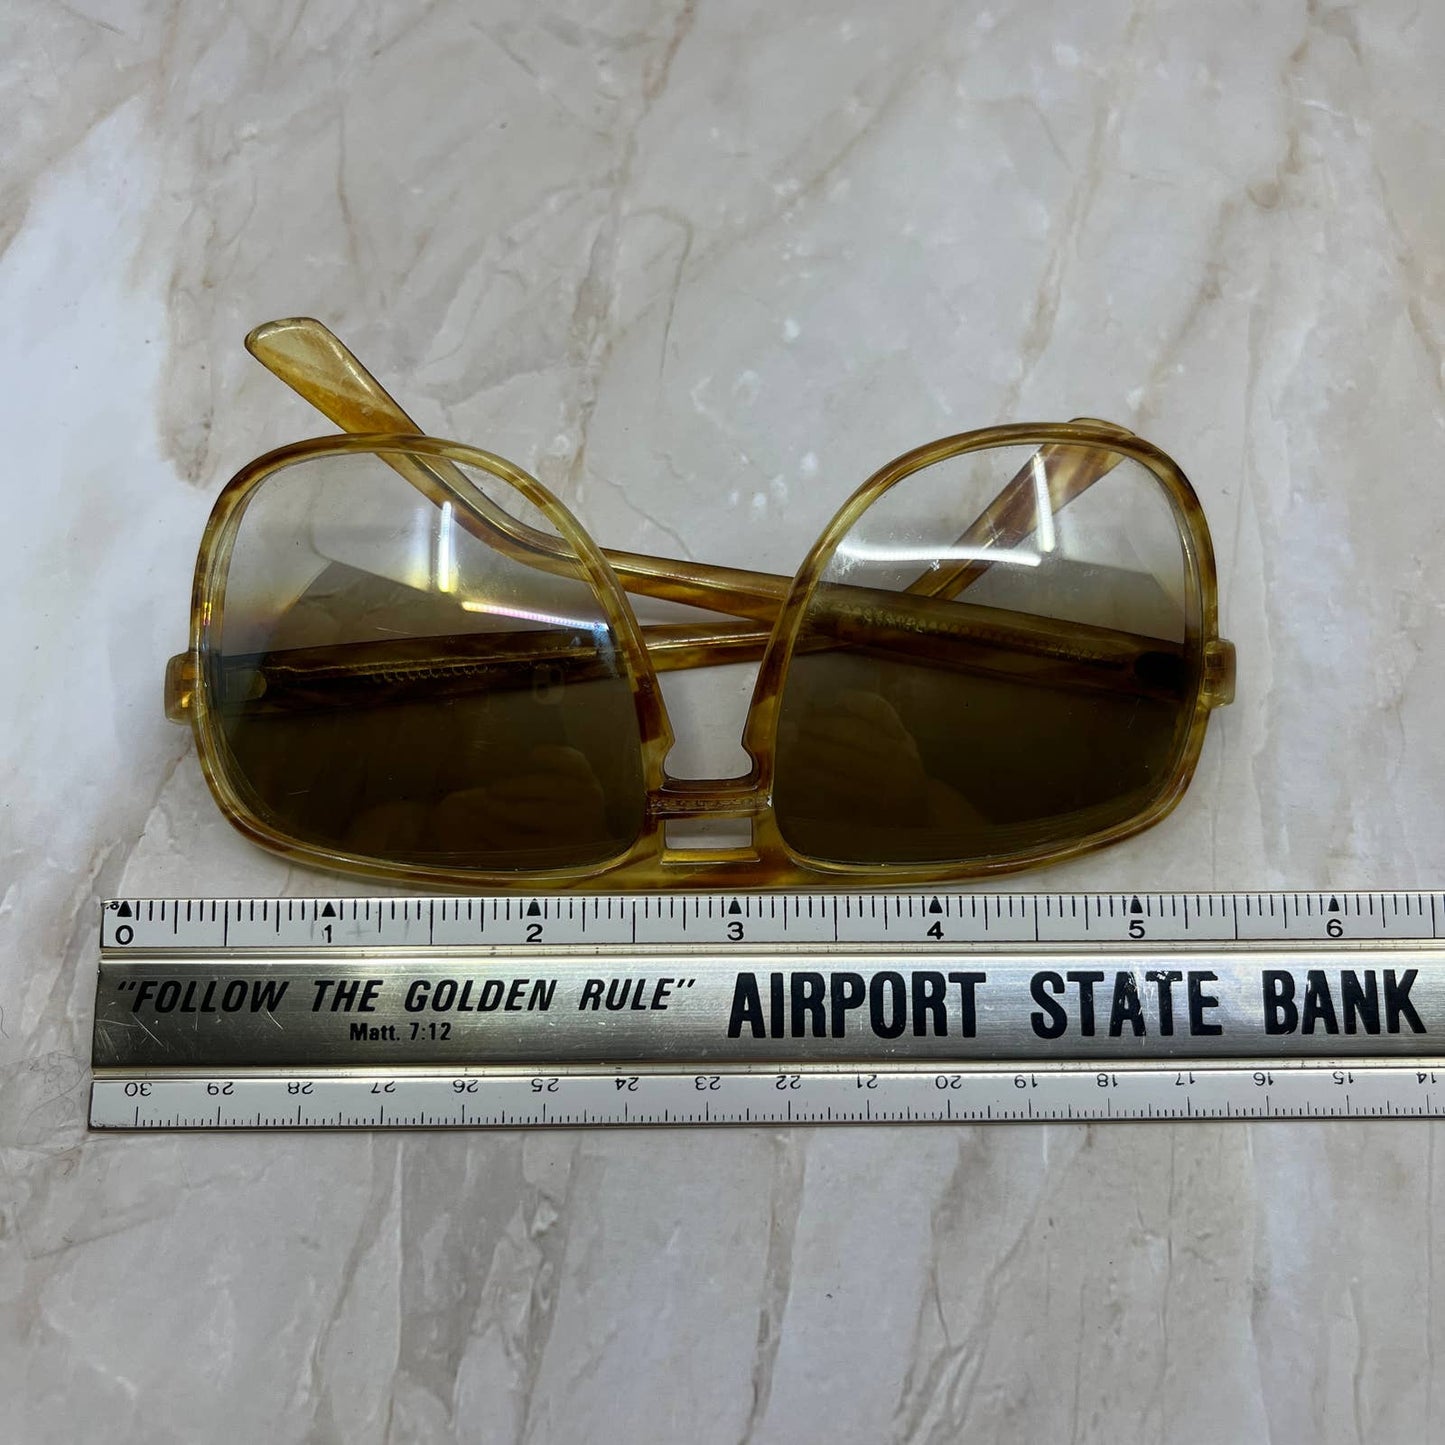 0 1 2 3 4 5 6
"FOLLOW THE GOLDEN RULE" AIRPORT STATE BANK
Matt. 7:12
30 29 28 27 26 25 24 23 22 21 20 19 18 17 16 15 14